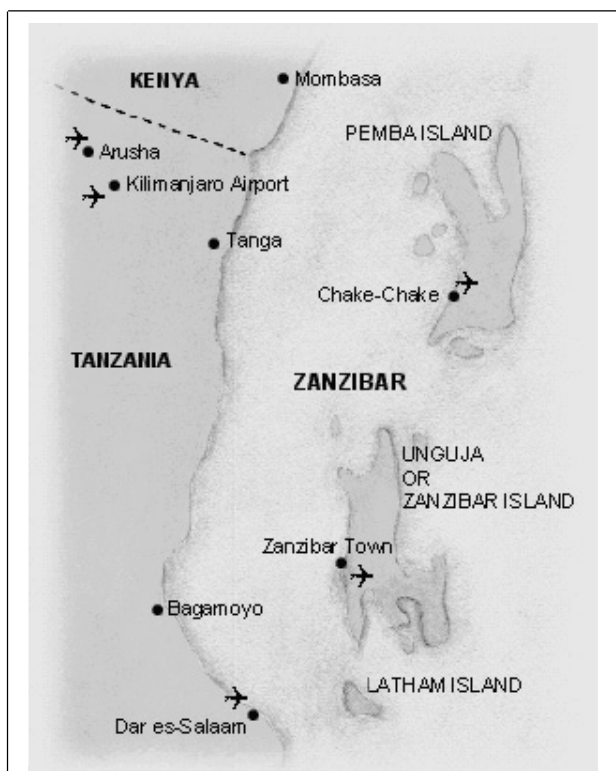 KENYA
Mombasa
PEMBA ISLAND
Arusha
Kilimanjaro Airport
Tanga
Chake-Chake
TANZANIA
ZANZIBAR
UNGUJA
OR
ZANZIBAR ISLAND
Zanzibar Town
Bagamoyo
LATHAM ISLAND
Dar es-Salaam